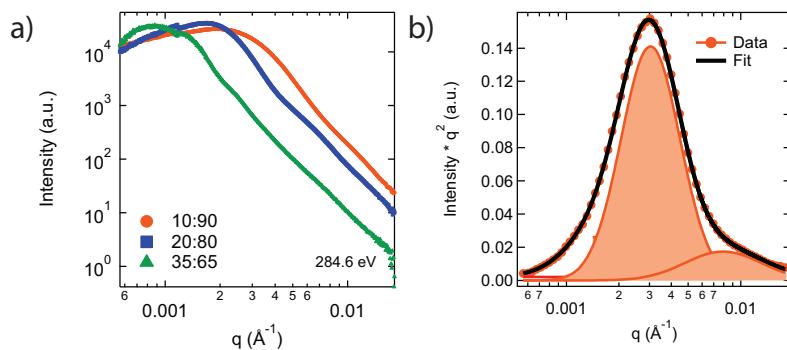 a)
Intensity (a.u.)
10⁴
10³
10²
10¹
10⁰
10:90
20:80
35:65
284.6 eV
6 2 3 4 5 6
0.001 0.01
q (Å⁻¹)
b)
Intensity * q² (a.u.)
0.14
0.12
0.10
0.08
0.06
0.04
0.02
0.00
Data
Fit
6 7 2 3 4 5 6 7
0.001 0.01
q (Å⁻¹)